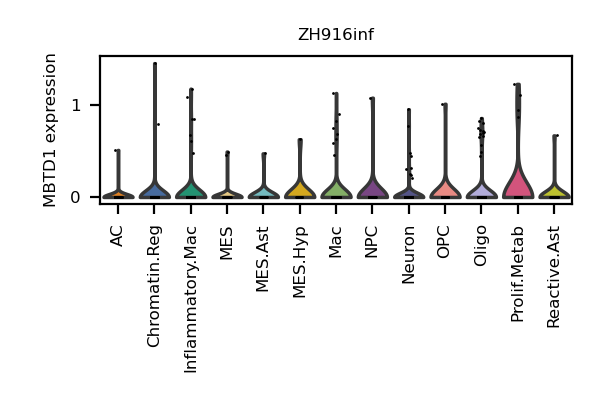 ZH916inf
MBTD1 expression
1
0
AC
Chromatin.Reg
Inflammatory.Mac
MES
MES.Ast
MES.Hyp
Mac
NPC
Neuron
OPC
Oligo
Prolif.Metab
Reactive.Ast